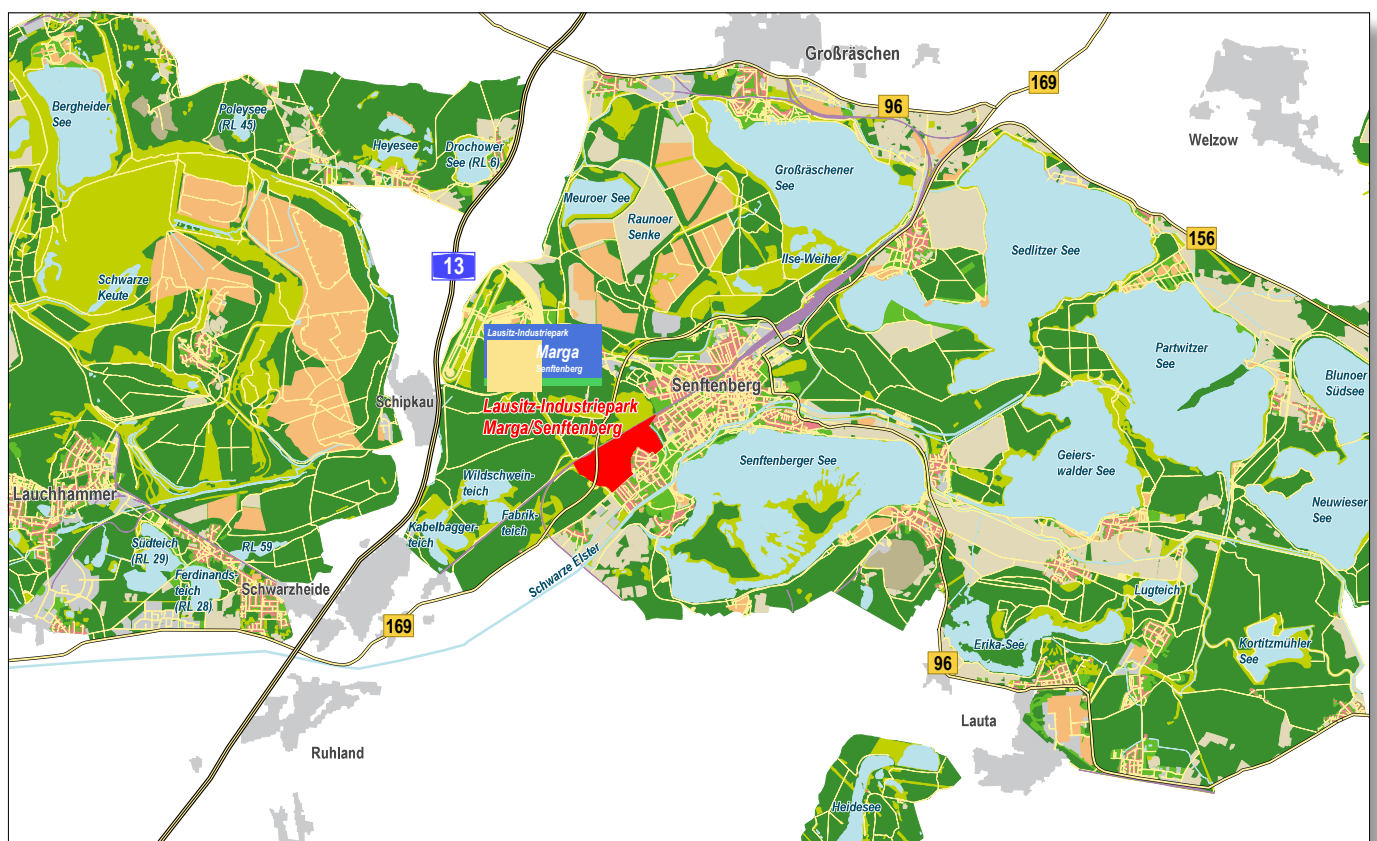 Großräschen
169
96
Bergheider
See
Poleysee
(RL 45)
Heyesee
Drochower
See (RL 6)
Welzow
Großräschener
See
Meuroer See
Raunoer
Senke
Ilse-Weiher
Sedlitzer See
156
13
Schwarze
Keute
Lausitz-Industriepark
Marga
Senftenberg
Partwitzer
See
Blunoer
Südsee
Senftenberg
Schipkau
Lausitz-Industriepark
Marga/Senftenberg
Senftenberger See
Geiers-
walder See
Wildschwein-
teich
Lauchhammer
Neuwieser
See
Kabelbagger-
teich
Fabrik-
teich
Südteich
(RL 29)
RL 59
Ferdinands-
teich
(RL 28)
Schwarzheide
Schwarze Elster
Lugteich
169
Erika-See
Kortitzmühler
See
96
Lauta
Ruhland
Heidesee